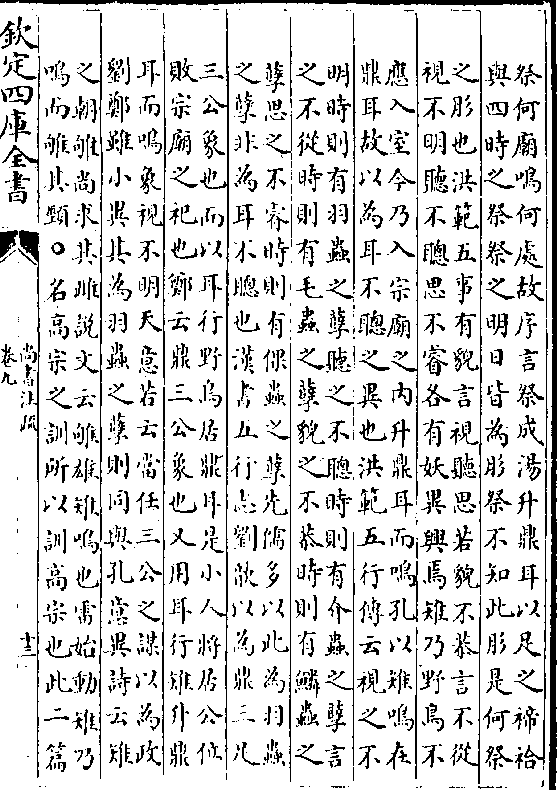 祭何廟鳴何處故序言祭成湯升鼎耳以足之禘祫
與四時之祭祭之明日皆為肜祭不知此肜是何祭
之肜也洪範五事有貌言視聽思若貌不恭言不從
視不明聽不聰思不睿各有妖異興焉雉乃野鳥不
應入室今乃入宗廟之內升鼎耳而鳴孔以雉鳴在
鼎耳故以為耳不聰之異也洪範五行傳云視之不
明時則有羽蟲之孽聽之不聰時則有介蟲之孽言
之不從時則有毛蟲之孽貌之不恭時則有鱗蟲之
孽思之不睿時則有倮蟲之孽先儒多以此為羽蟲
之孽非為耳不聰也漢書五行志劉歆以為鼎三足
三公象也而以耳行野鳥居鼎耳是小人將居公位
敗宗廟之祀也鄭云鼎三公象也又用耳行雉升鼎
耳而鳴象視不明天意若云當任三公之謀以為政
劉鄭雖小異其為羽蟲之孽則同與孔意異詩云雉
之朝雊尚求其雌說文云雊雄雉鳴也雷始動雉乃
鳴而雊其頸○名高宗之訓所以訓高宗也此二篇
欽定四庫全書
尚書注疏
卷九
十三